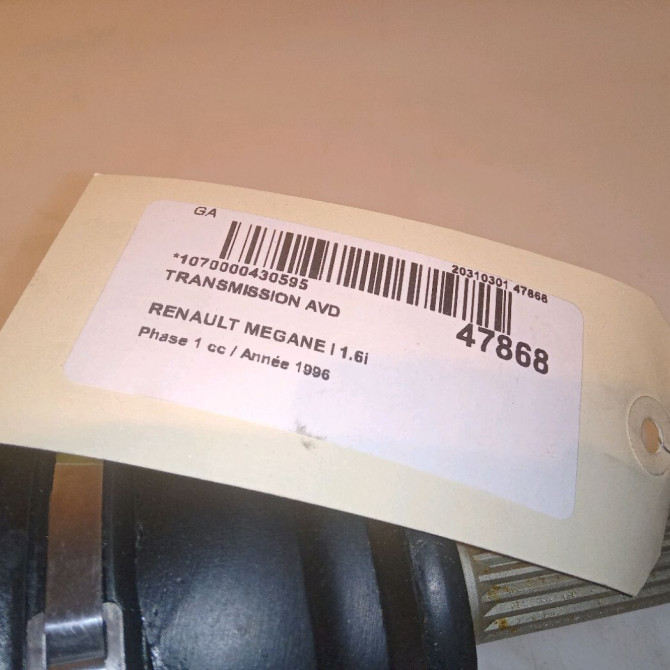 GA
20310301 47868
*1070000430595
TRANSMISSION AVD
47868
RENAULT MEGANE I 1.6i
Phase 1 cc / Année 1996